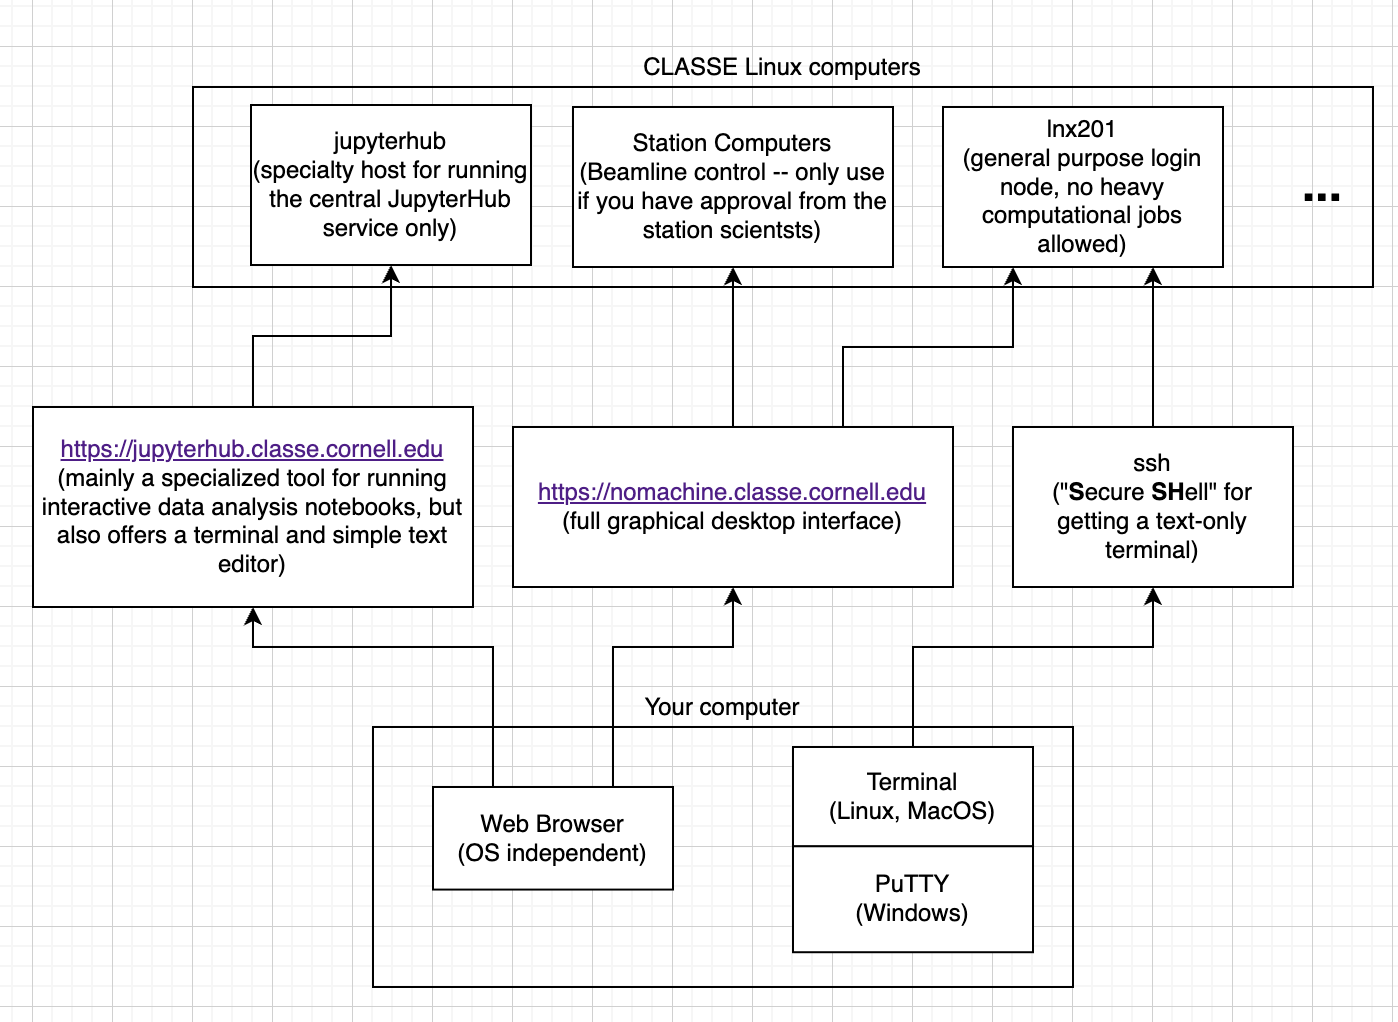 CLASSE Linux computers
jupyterhub
(specialty host for running
the central JupyterHub
service only)
Station Computers
(Beamline control -- only use
if you have approval from the
station scientsts)
lnx201
(general purpose login
node, no heavy
computational jobs
allowed)
...
https://jupyterhub.classe.cornell.edu
(mainly a specialized tool for running
interactive data analysis notebooks, but
also offers a terminal and simple text
editor)
https://nomachine.classe.cornell.edu
(full graphical desktop interface)
ssh
("Secure SHell" for
getting a text-only
terminal)
Your computer
Web Browser
(OS independent)
Terminal
(Linux, MacOS)
PuTTY
(Windows)